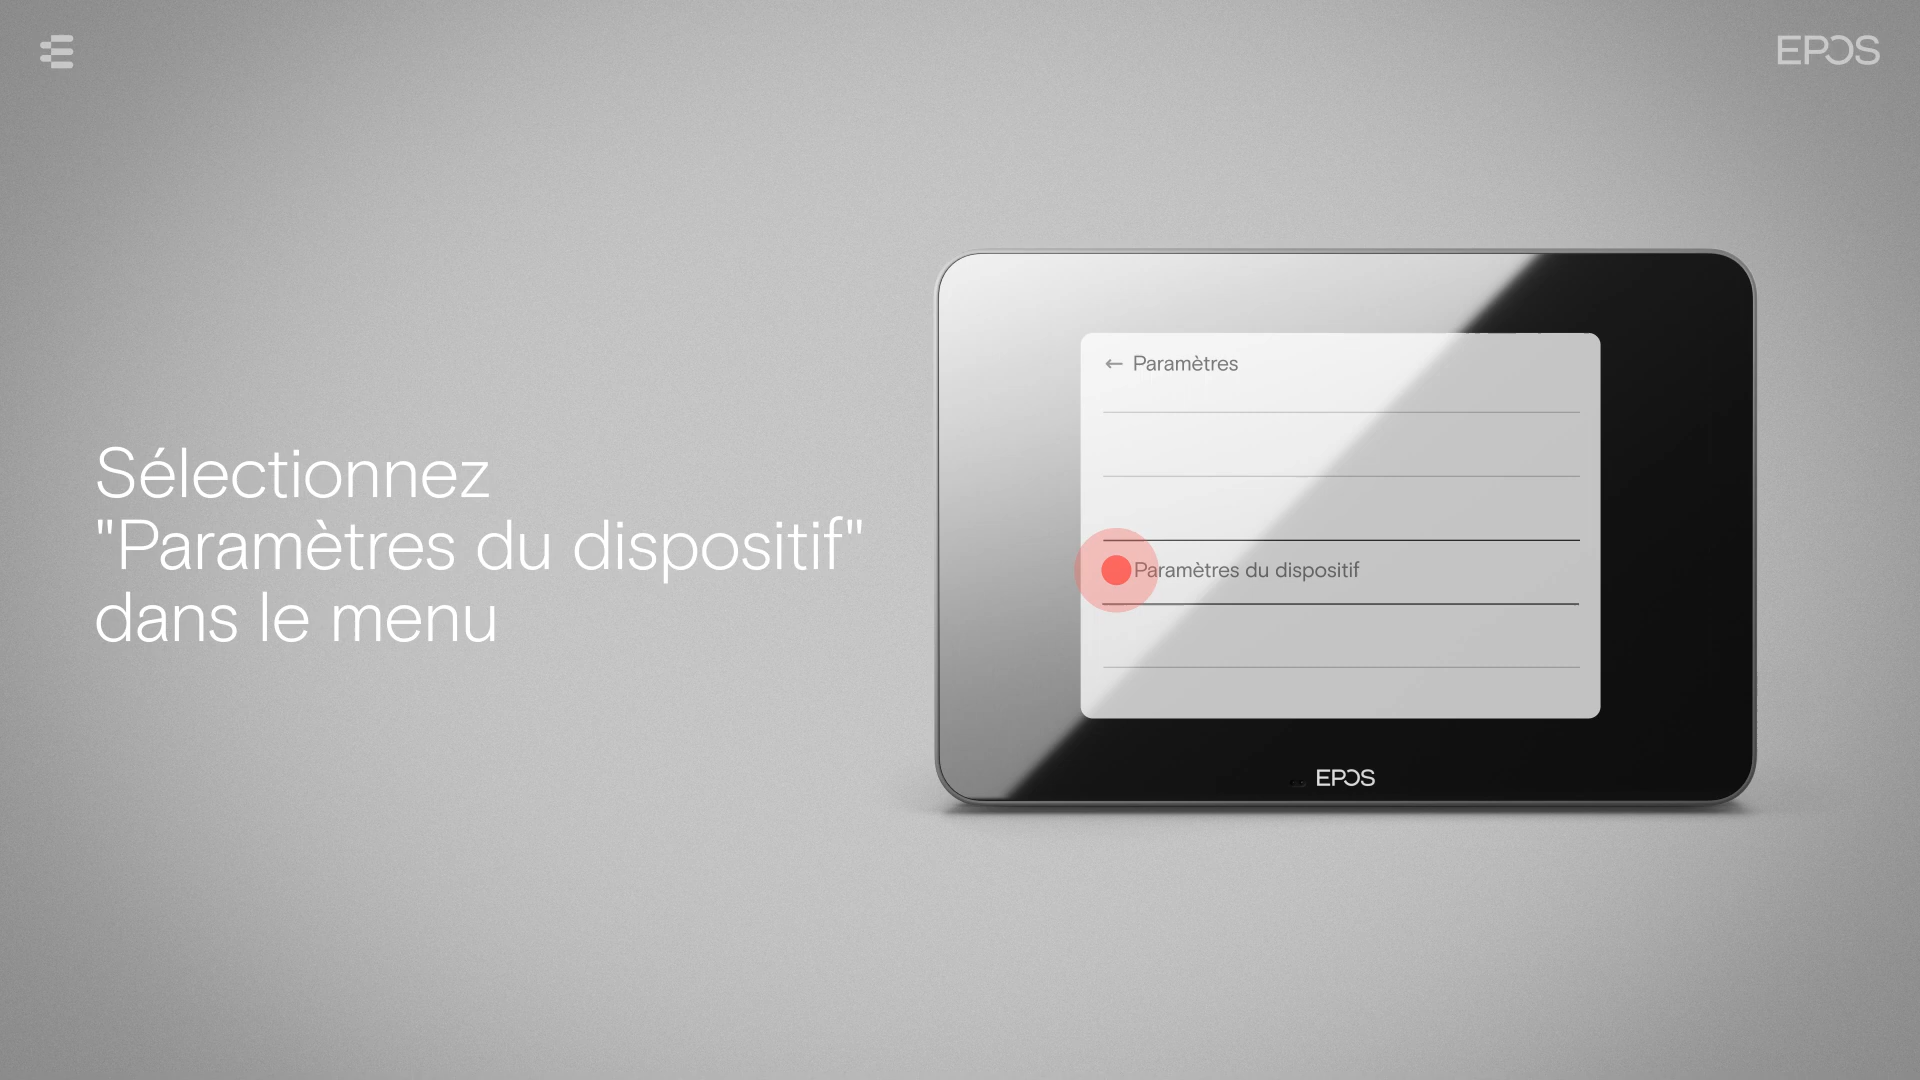 EPOS
Sélectionnez
"Paramètres du dispositif"
dans le menu
← Paramètres
Paramètres du dispositif
EPOS